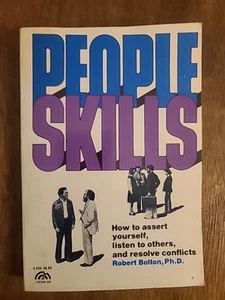 PEOPLE
SKILLS
How to assert
yourself,
listen to others,
and resolve conflicts
Robert Bolton, Ph.D.